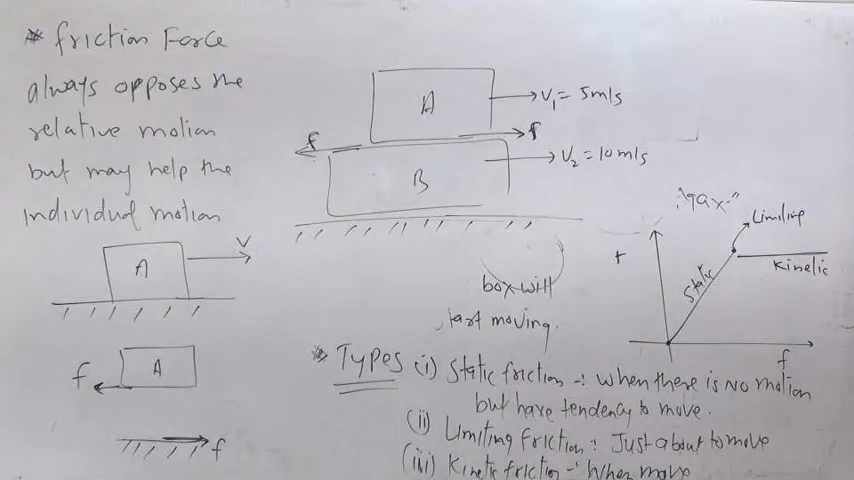 * friction Force
always opposes the
relative motion
but may help the
Individual motion
A
V
A
f
f
A
V₁ = 5m/s
f
f
B
V₂ = 10m/s
box will
tart moving.
Limiting
Static
Kinetic
f
* Types (i) Static friction -: when there is no motion
but have tendency to move.
(ii) Limiting friction: Just about to move
(iii) Kinetic friction -: When move